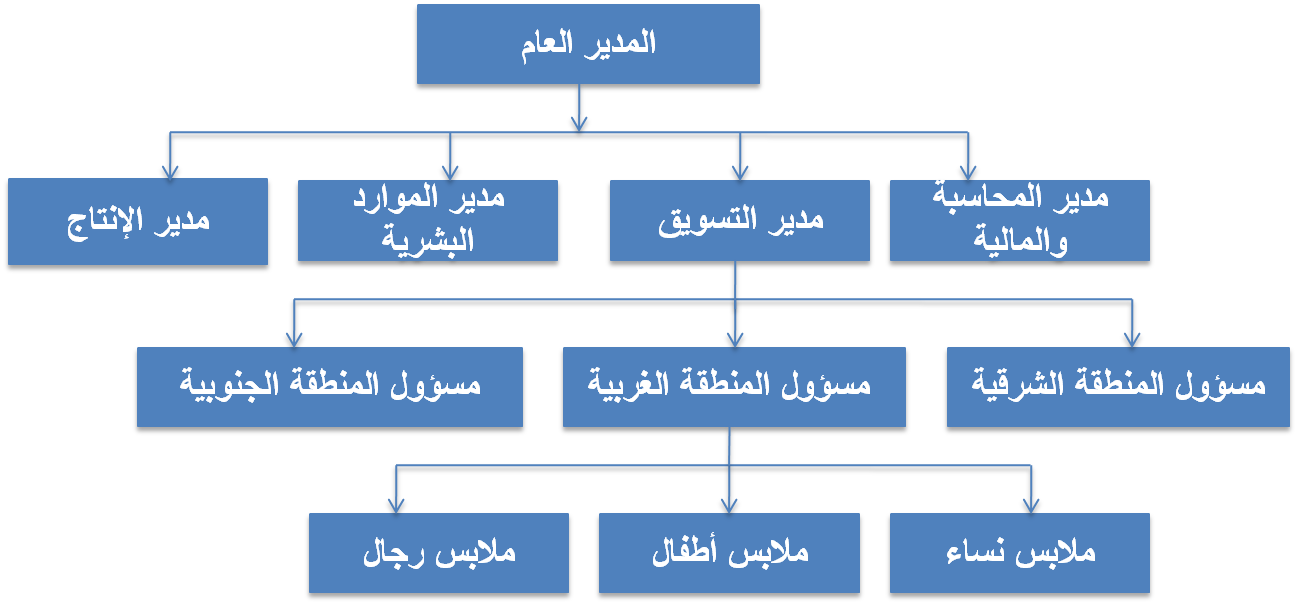 المدير العام
مدير المحاسبة
والمالية
مدير التسويق
مدير الموارد
البشرية
مدير الإنتاج
مسؤول المنطقة الشرقية
مسؤول المنطقة الغربية
مسؤول المنطقة الجنوبية
ملابس نساء
ملابس أطفال
ملابس رجال